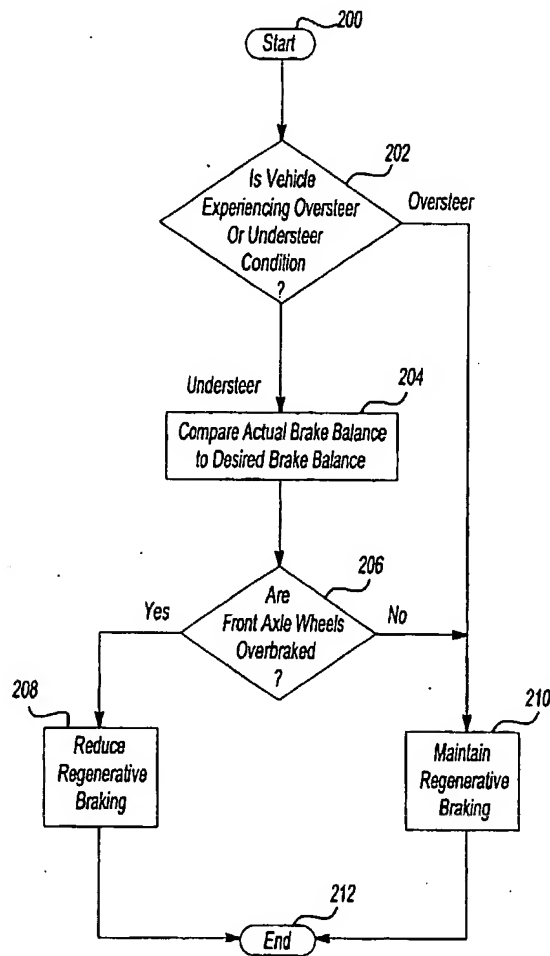 200
Start
202
Is Vehicle
Experiencing Oversteer
Or Understeer
Condition
?
Oversteer
Understeer
204
Compare Actual Brake Balance
to Desired Brake Balance
206
Are
Front Axle Wheels
Overbraked
?
Yes
No
208
Reduce
Regenerative
Braking
210
Maintain
Regenerative
Braking
212
End